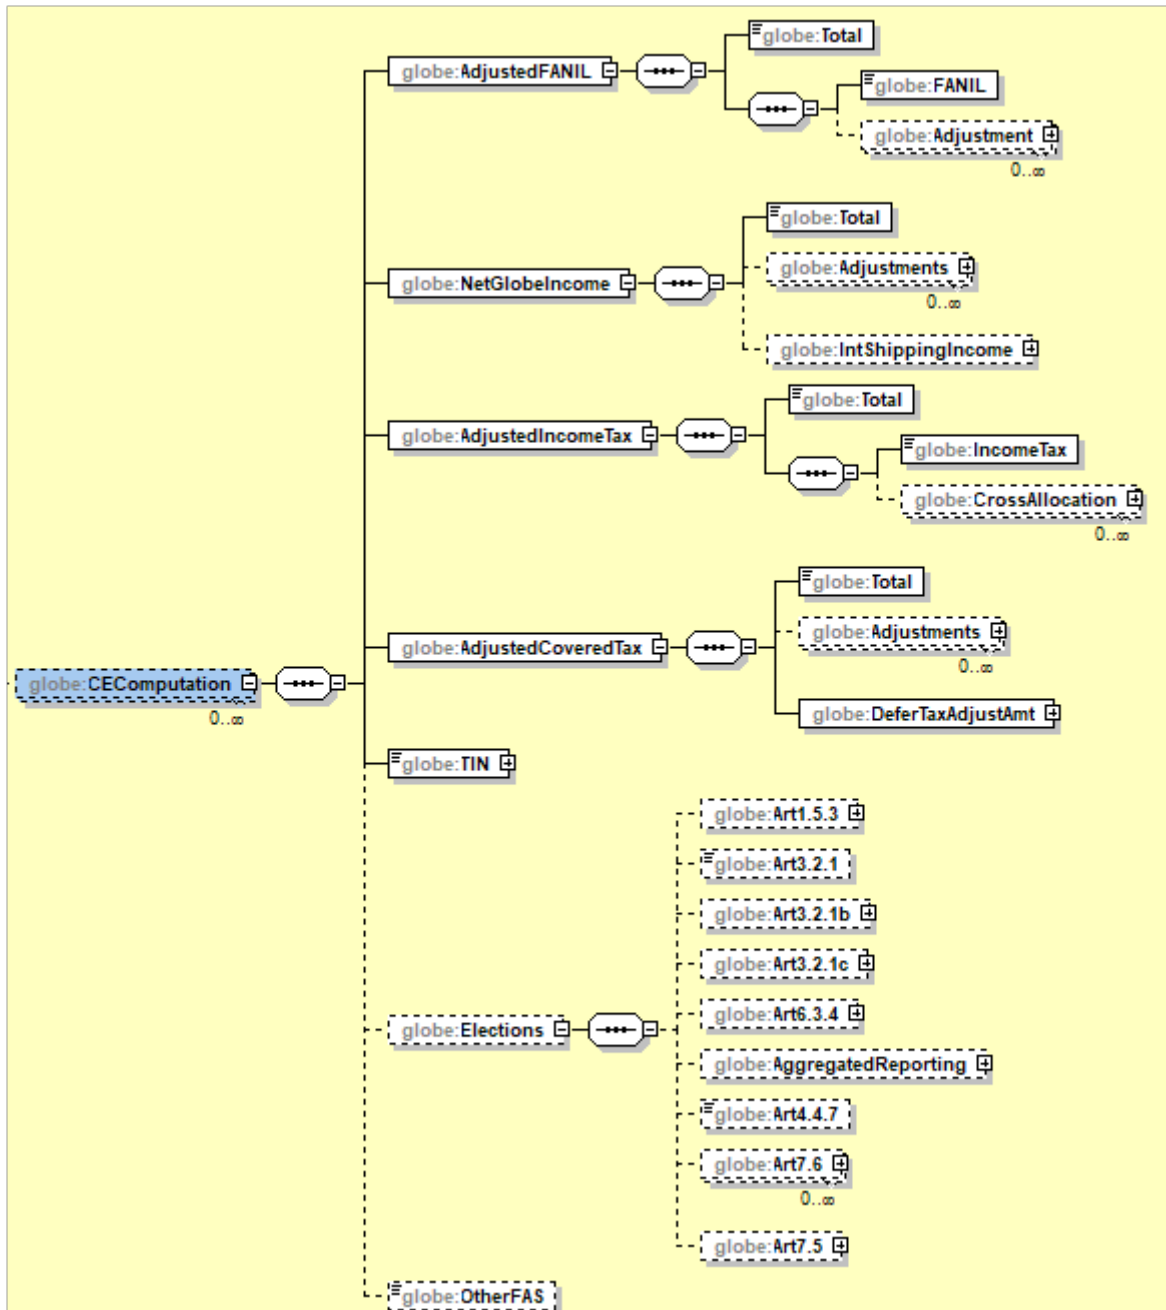 globe:Total
globe:AdjustedFANIL
globe:FANIL
globe:Adjustment
0..∞
globe:Total
globe:Adjustments
globe:NetGlobeIncome
0..∞
globe:IntShippingIncome
globe:Total
globe:AdjustedIncomeTax
globe:IncomeTax
globe:CrossAllocation
0..∞
globe:Total
globe:Adjustments
globe:AdjustedCoveredTax
0..∞
globe:CEComputation
0..∞
globe:DeferTaxAdjustAmt
globe:TIN
globe:Art1.5.3
globe:Art3.2.1
globe:Art3.2.1b
globe:Art3.2.1c
globe:Art6.3.4
globe:Elections
globe:AggregatedReporting
globe:Art4.4.7
globe:Art7.6
0..∞
globe:Art7.5
globe:OtherFAS